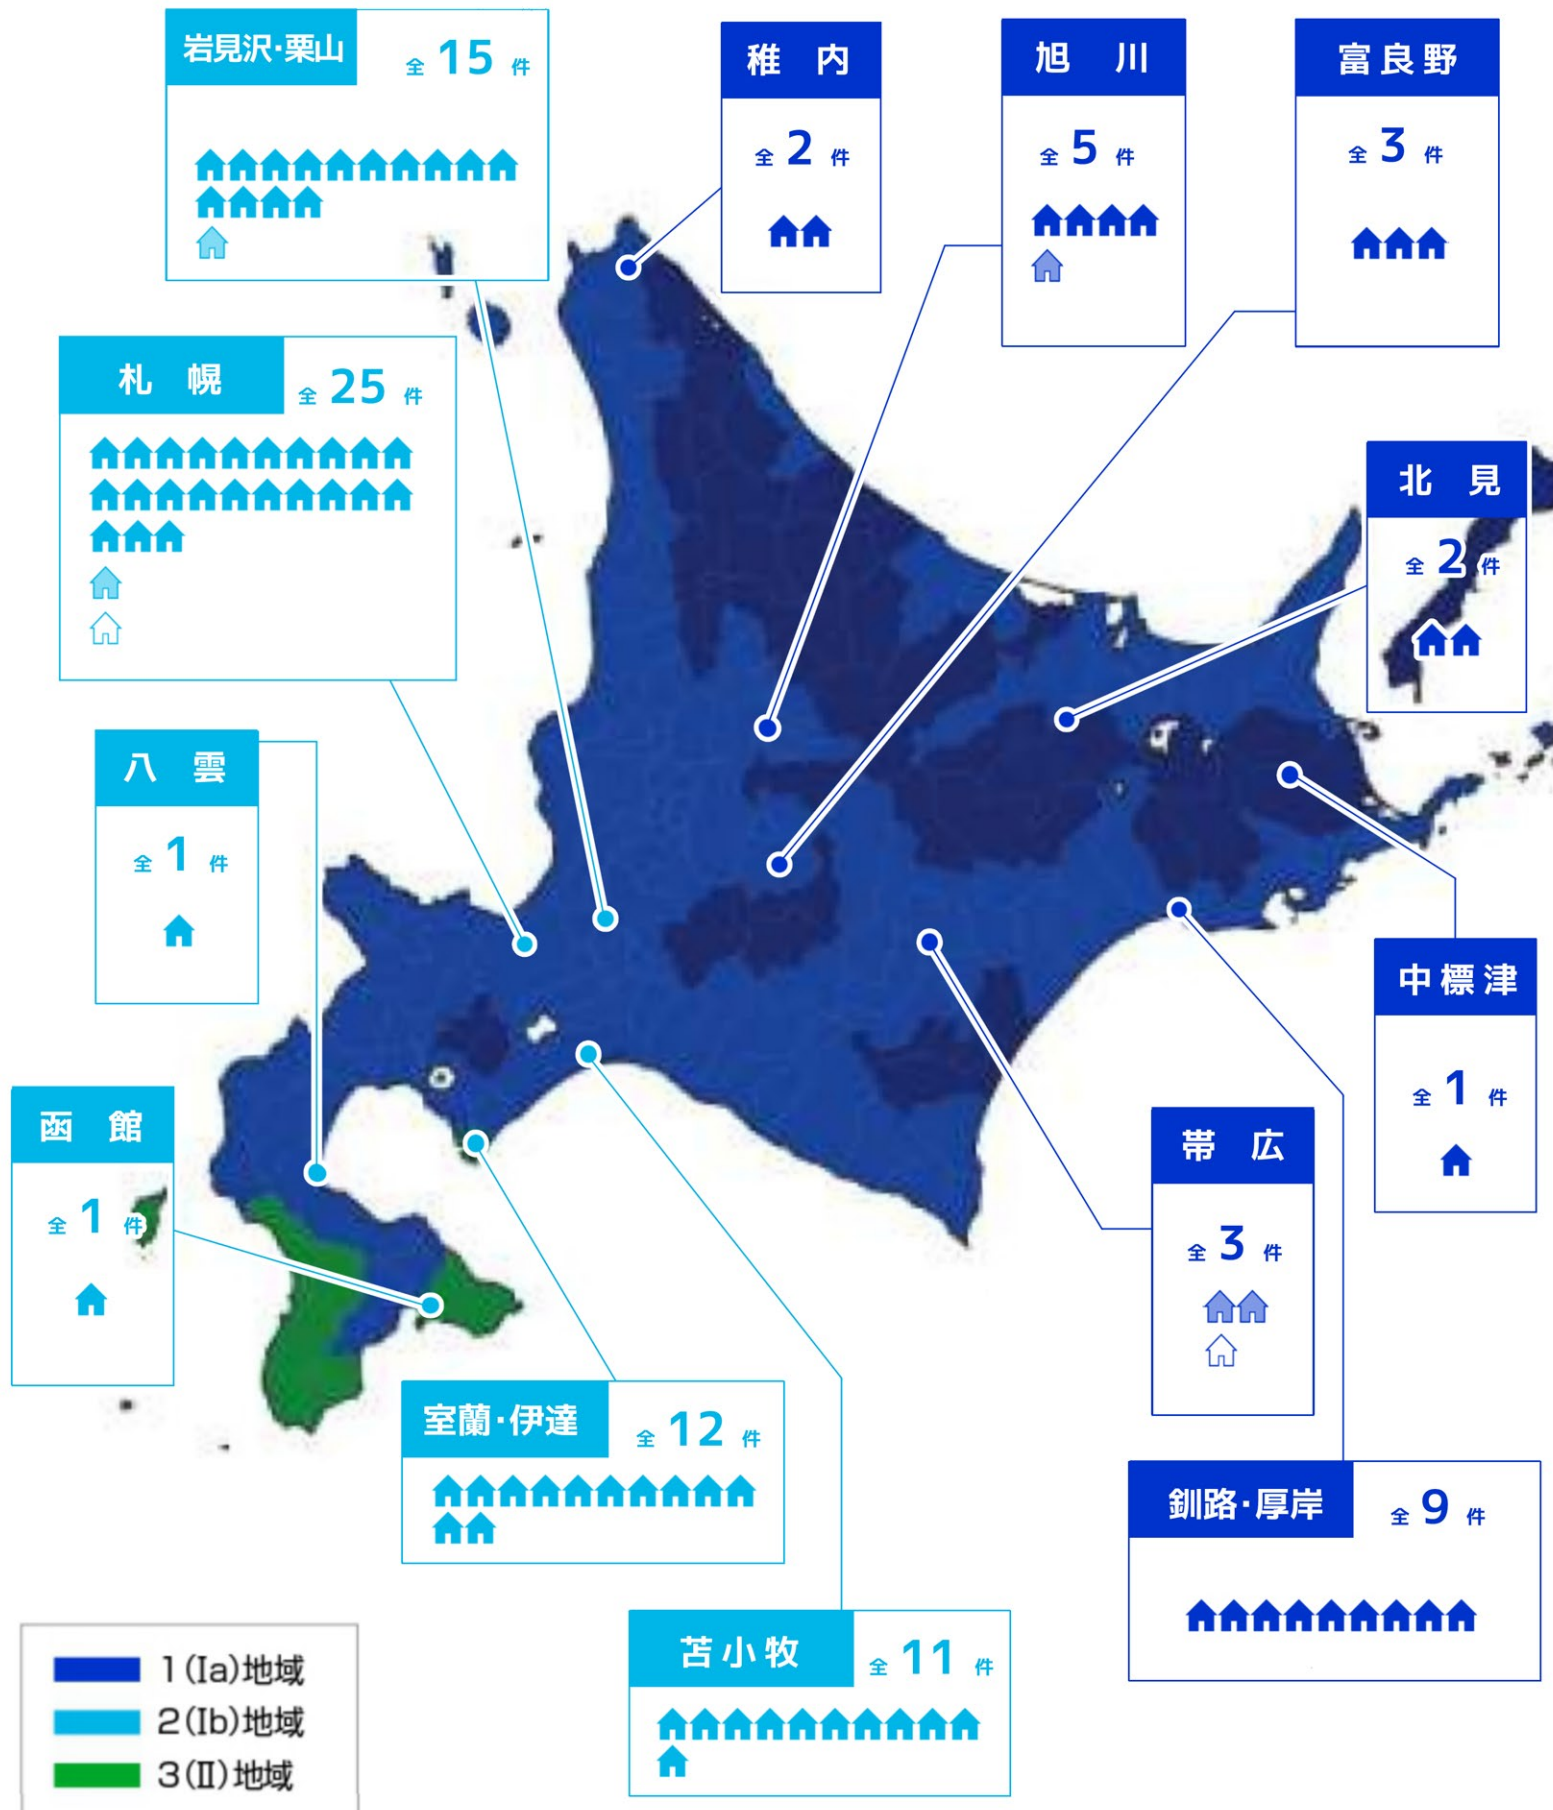 岩見沢・栗山
全 15 件
稚 内
全 2 件
旭 川
全 5 件
富良野
全 3 件
札 幌
全 25 件
北 見
全 2 件
八 雲
全 1 件
中標津
全 1 件
函 館
全 1 件
帯 広
全 3 件
室蘭・伊達
全 12 件
釧路・厚岸
全 9 件
苫小牧
全 11 件
1(Ia)地域
2(Ib)地域
3(II)地域